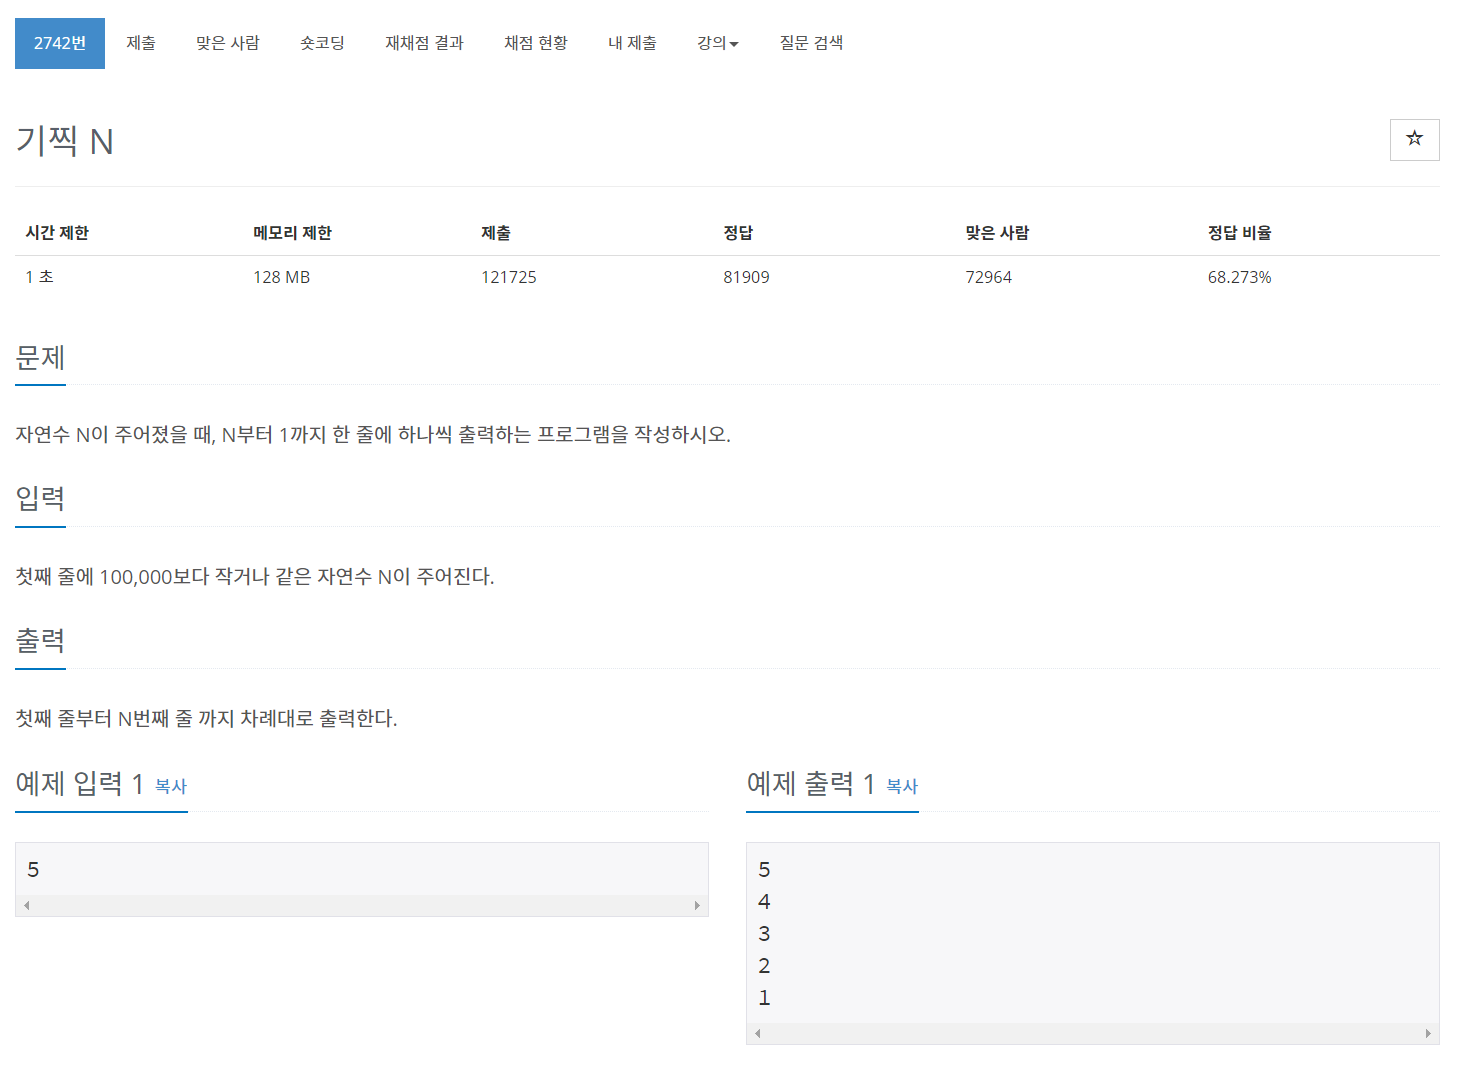 2742번 제출 맞은 사람 숏코딩 재채점 결과 채점 현황 내 제출 강의 질문 검색
기찍 N
시간 제한 메모리 제한 제출 정답 맞은 사람 정답 비율
1 초 128 MB 121725 81909 72964 68.273%
문제
자연수 N이 주어졌을 때, N부터 1까지 한 줄에 하나씩 출력하는 프로그램을 작성하시오.
입력
첫째 줄에 100,000보다 작거나 같은 자연수 N이 주어진다.
출력
첫째 줄부터 N번째 줄 까지 차례대로 출력한다.
예제 입력 1 복사
5
예제 출력 1 복사
5
4
3
2
1